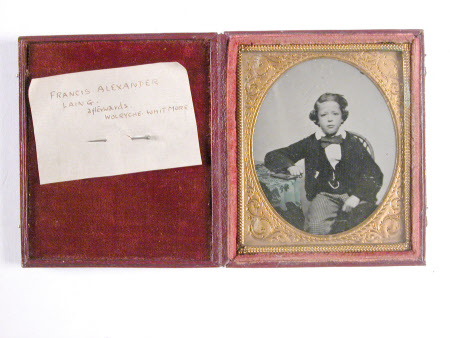 FRANCIS ALEXANDER
LAING.
afterwards.
WOLRYCHE-WHITMORE